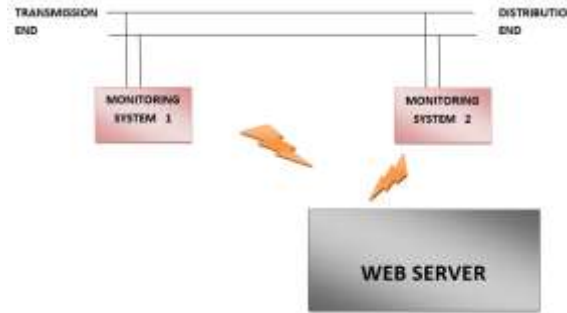 TRANSMISSION
END
DISTRIBUTIO
END
MONITORING
SYSTEM 1
MONITORING
SYSTEM 2
WEB SERVER